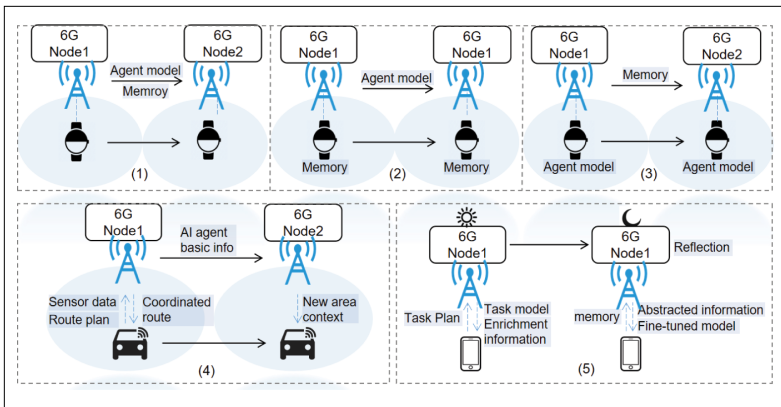 6G
Node1
6G
Node2
Agent model
Memroy
(1)
6G
Node1
6G
Node1
Agent model
Memory
Memory
(2)
6G
Node1
6G
Node2
Memory
Agent model
Agent model
(3)
6G
Node1
6G
Node2
AI agent
basic info
Sensor data
Route plan
Coordinated
route
New area
context
(4)
6G
Node1
6G
Node1
Reflection
Task Plan
Task model
Enrichment
information
memory
Abstracted information
Fine-tuned model
(5)